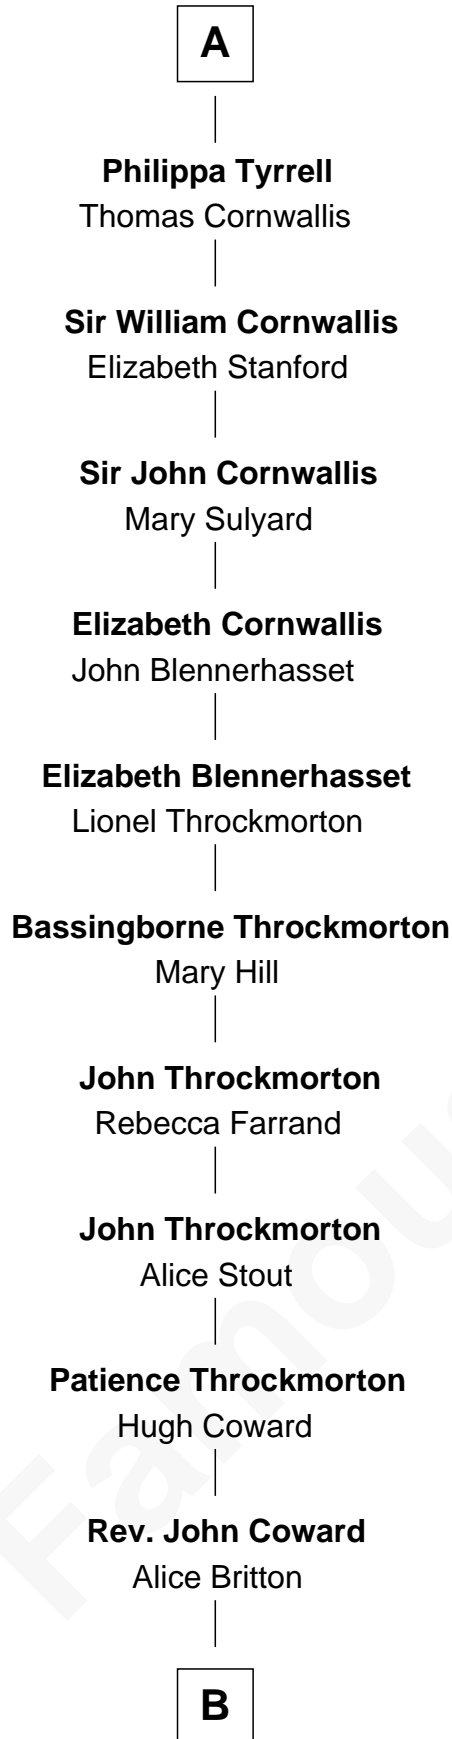 A
Philippa Tyrrell
Thomas Cornwallis
Sir William Cornwallis
Elizabeth Stanford
Sir John Cornwallis
Mary Sulyard
Elizabeth Cornwallis
John Blennerhasset
Elizabeth Blennerhasset
Lionel Throckmorton
Bassingborne Throckmorton
Mary Hill
John Throckmorton
Rebecca Farrand
John Throckmorton
Alice Stout
Patience Throckmorton
Hugh Coward
Rev. John Coward
Alice Britton
B
Famou